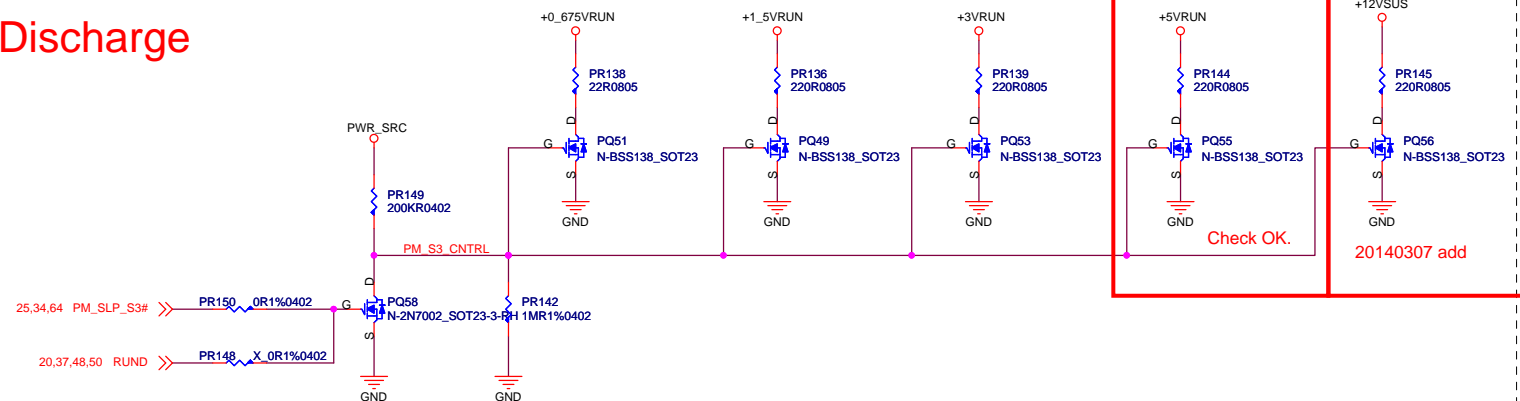 Discharge
+0_675VRUN
+1_5VRUN
+3VRUN
+5VRUN
+12VSUS
PR138
22R0805
PR136
220R0805
PR139
220R0805
PR144
220R0805
PR145
220R0805
PWR_SRC
D
G
S
PQ51
N-BSS138_SOT23
D
G
S
PQ49
N-BSS138_SOT23
D
G
S
PQ53
N-BSS138_SOT23
D
G
S
PQ55
N-BSS138_SOT23
D
G
S
PQ56
N-BSS138_SOT23
PR149
200KR0402
GND
GND
GND
GND
GND
PM_S3_CNTRL
Check OK.
20140307 add
25,34,64 PM_SLP_S3#
PR150 0R1%0402
D
G
S
PQ58
N-2N7002_SOT23-3-RH
PR142
1MR1%0402
20,37,48,50 RUND
PR148 X_0R1%0402
GND
GND